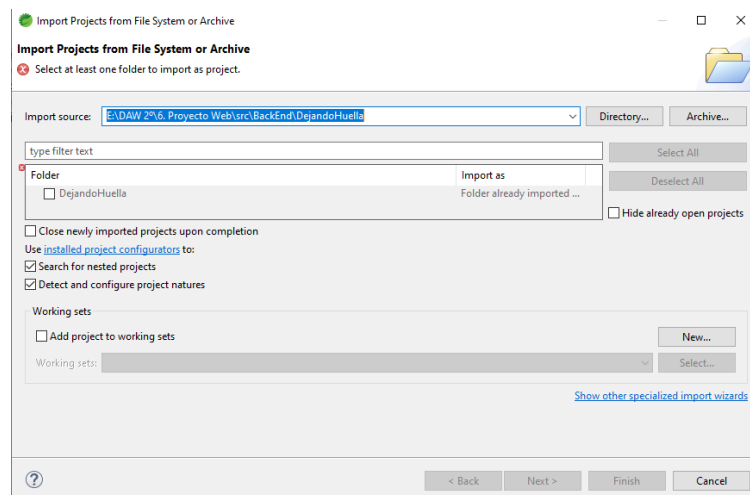 Import Projects from File System or Archive
Import Projects from File System or Archive
Select at least one folder to import as project.
Import source: E:\DAW 2º\6. Proyecto Web\src\BackEnd\DejandoHuella Directory... Archive...
type filter text Select All
Folder Import as
Deselect All
DejandoHuella Folder already imported ...
Hide already open projects
Close newly imported projects upon completion
Use installed project configurators to:
Search for nested projects
Detect and configure project natures
Working sets
Add project to working sets New...
Working sets: Select...
Show other specialized import wizards
? < Back Next > Finish Cancel